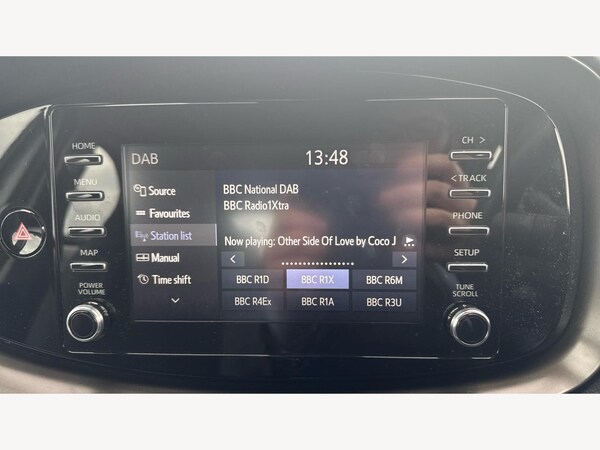 HOME
MENU
AUDIO
MAP
POWER
VOLUME
DAB
13:48
Source
Favourites
Station list
Manual
Time shift
BBC National DAB
BBC Radio1Xtra
Now playing: Other Side Of Love by Coco J
BBC R1D
BBC R1X
BBC R6M
BBC R4Ex
BBC R1A
BBC R3U
CH >
< TRACK
PHONE
SETUP
TUNE
SCROLL